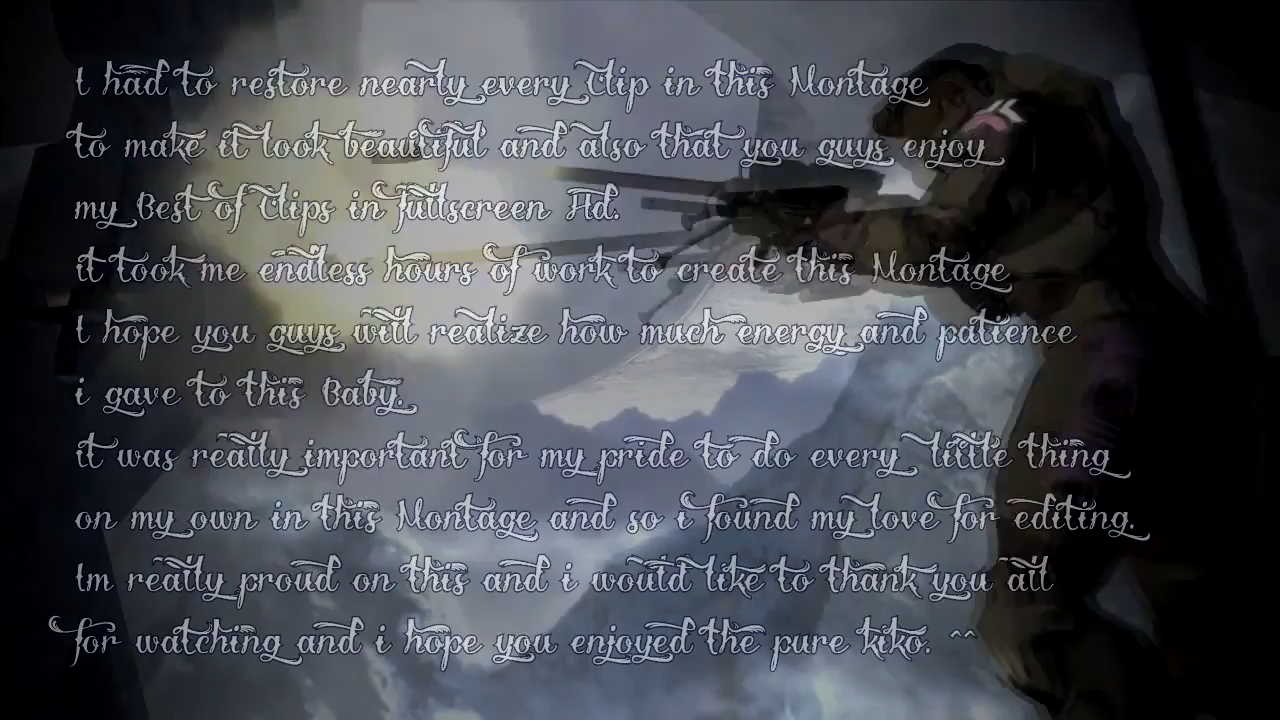 I had to restore nearly every Clip in this Montage
to make it look beautiful and also that you guys enjoy
my Best of Clips in fullscreen Hd.
it took me endless hours of work to create this Montage
I hope you guys will realize how much energy and patience
i gave to this Baby.
it was really important for my pride to do every little thing
on my own in this Montage and so i found my love for editing.
Im really proud on this and i would like to thank you all
for watching and i hope you enjoyed the pure kiko. ^^